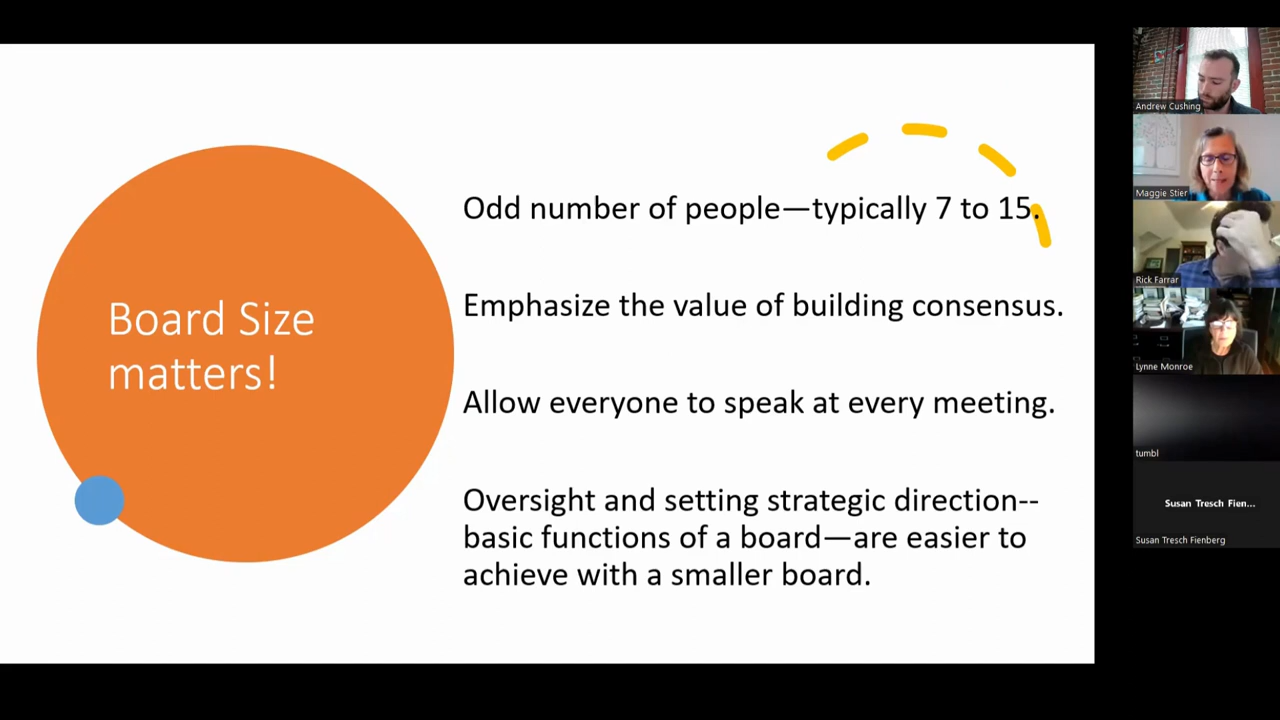 Board Size
matters!
Odd number of people—typically 7 to 15.
Emphasize the value of building consensus.
Allow everyone to speak at every meeting.
Oversight and setting strategic direction--
basic functions of a board—are easier to
achieve with a smaller board.
Andrew Cushing
Maggie Stier
Rick Farrar
Lynne Monroe
tumbl
Susan Tresch Fien...
Susan Tresch Fienberg